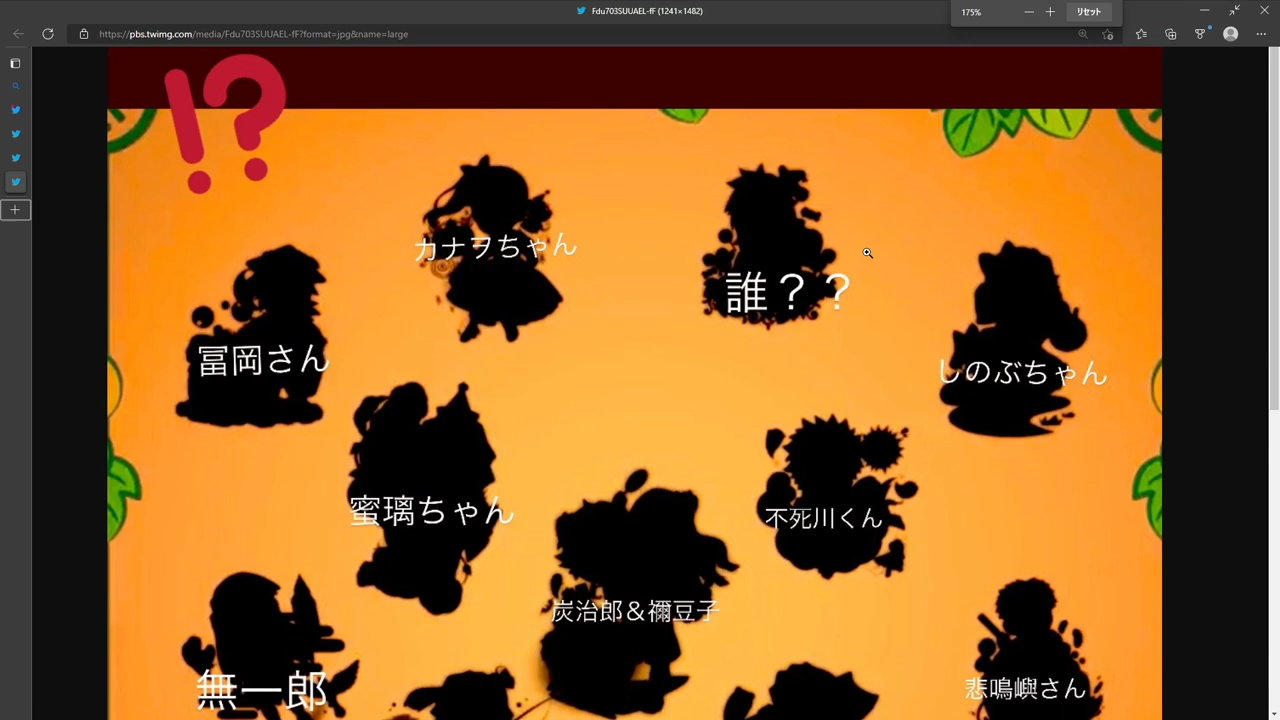 Fdu703SUUAEL-fF (1241×1482)
175%
リセット
https://pbs.twimg.com/media/Fdu703SUUAEL-fF?format=jpg&name=large
!?
カナヲちゃん
誰？？
冨岡さん
しのぶちゃん
蜜璃ちゃん
不死川くん
炭治郎＆禰豆子
無一郎
悲鳴嶼さん